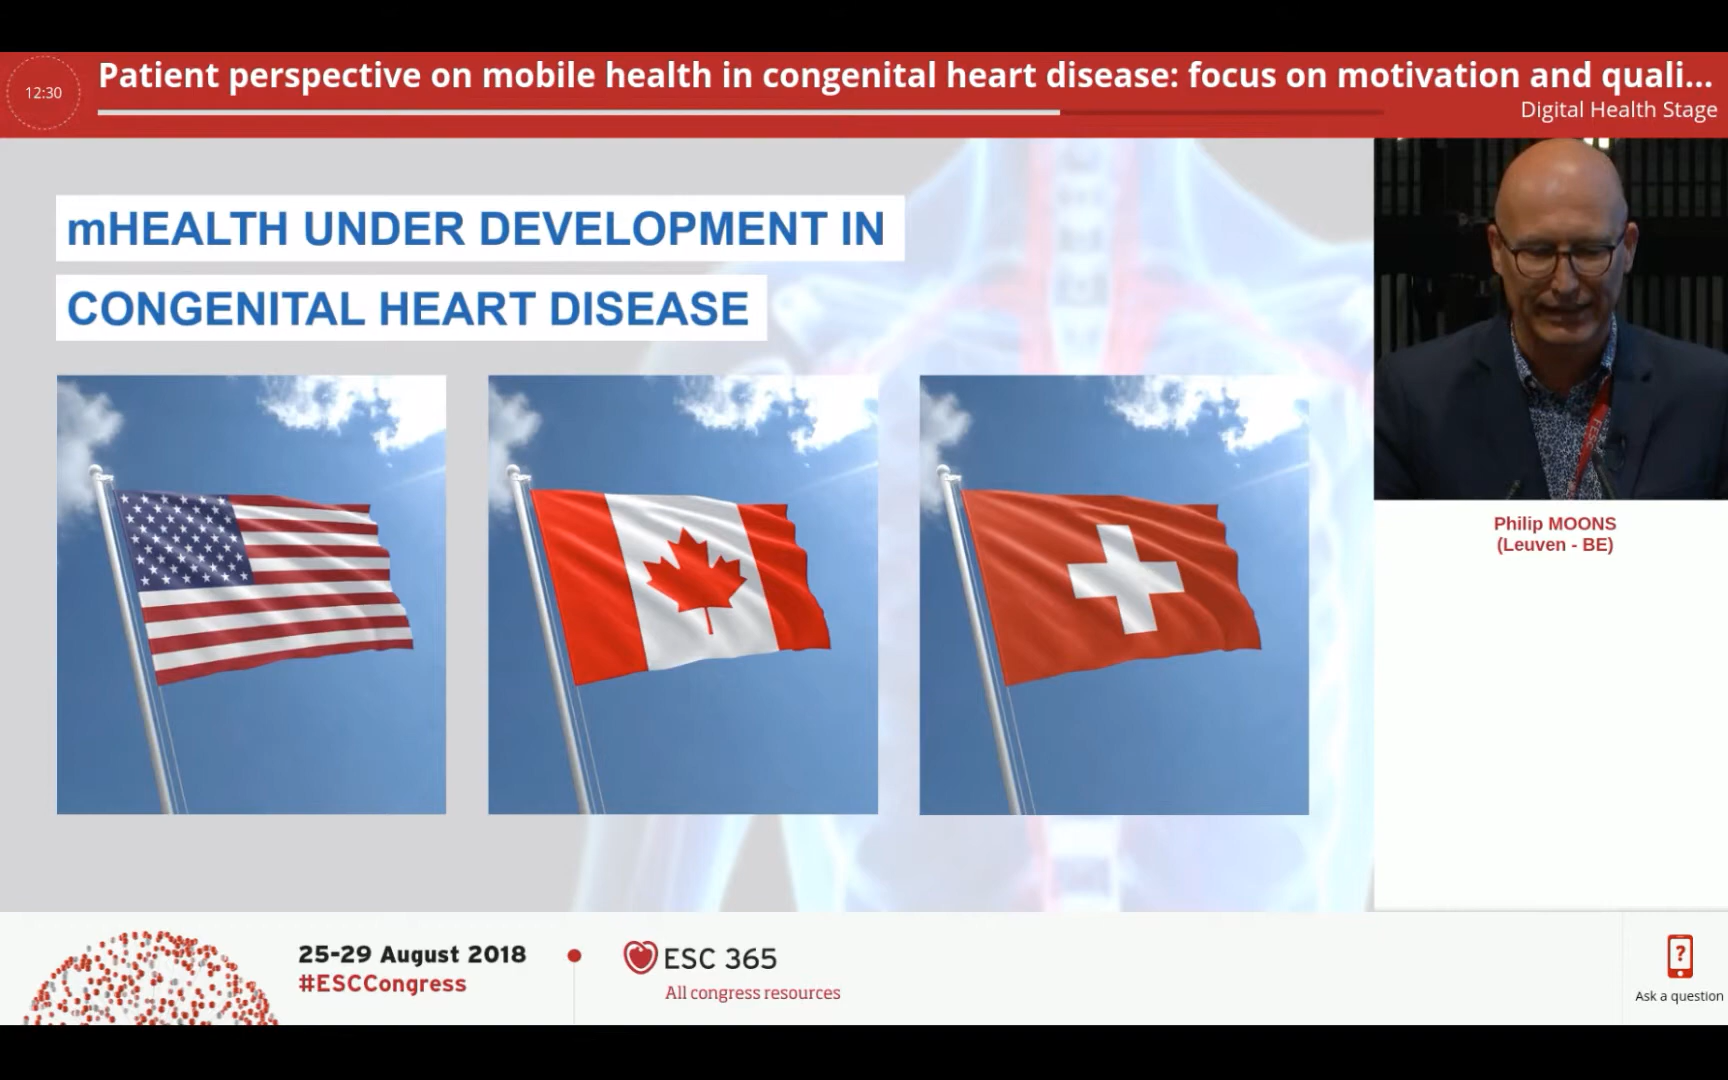 12:30
Patient perspective on mobile health in congenital heart disease: focus on motivation and quali...
Digital Health Stage
mHEALTH UNDER DEVELOPMENT IN
CONGENITAL HEART DISEASE
ESC
Philip MOONS
(Leuven - BE)
25-29 August 2018
#ESCCongress
ESC 365
All congress resources
?
Ask a question